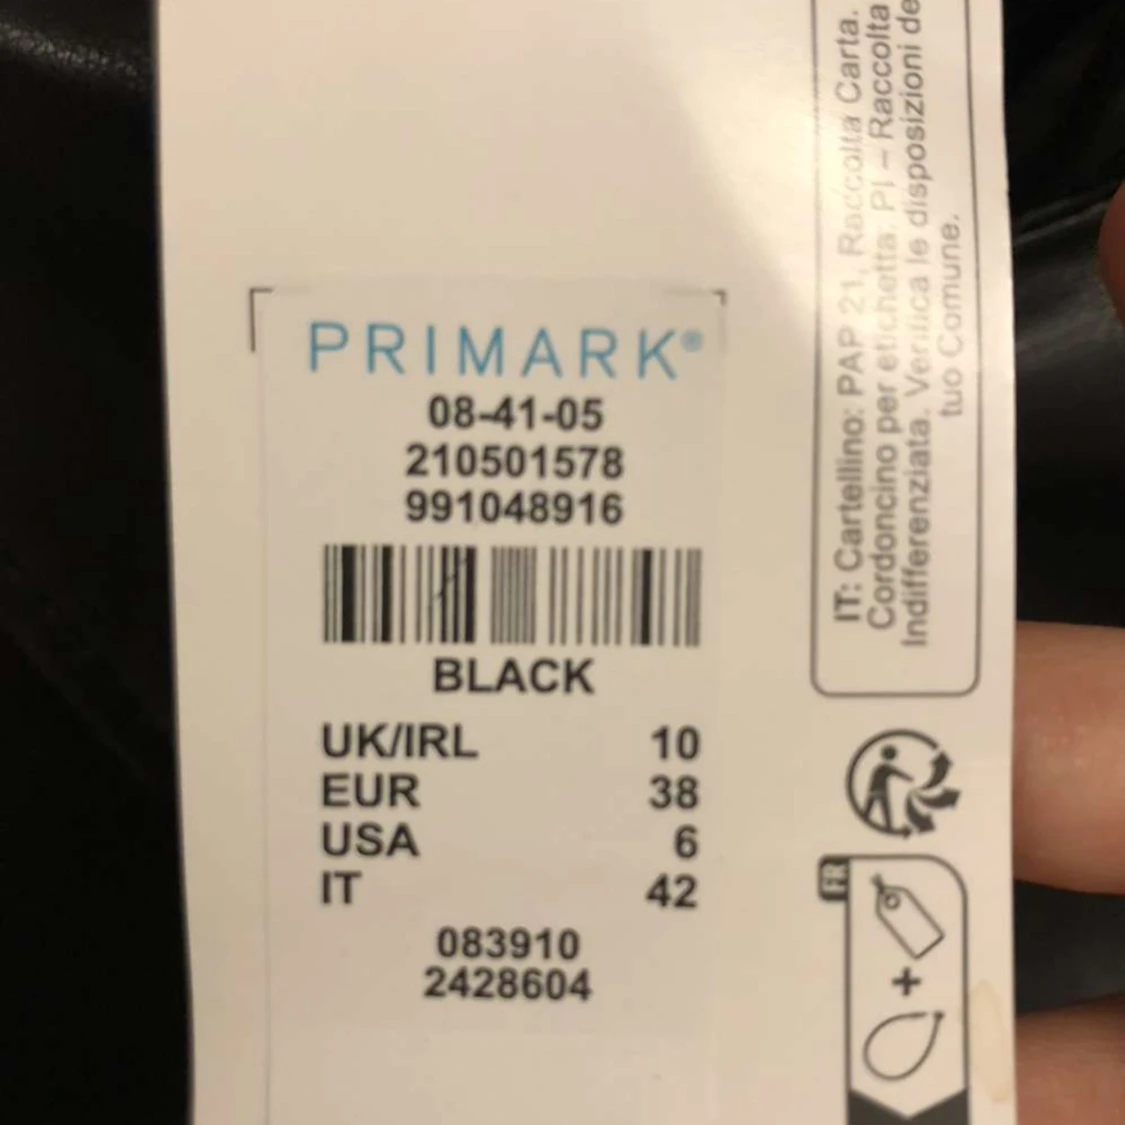 PRIMARK®
08-41-05
210501578
991048916
BLACK
UK/IRL 10
EUR 38
USA 6
IT 42
083910
2428604
IT: Cartellino: PAP 21, Raccolta Carta.
Cordoncino per etichetta. PI – Raccolta
Indifferenziata. Verifica le disposizioni de
tuo Comune.
FR
+